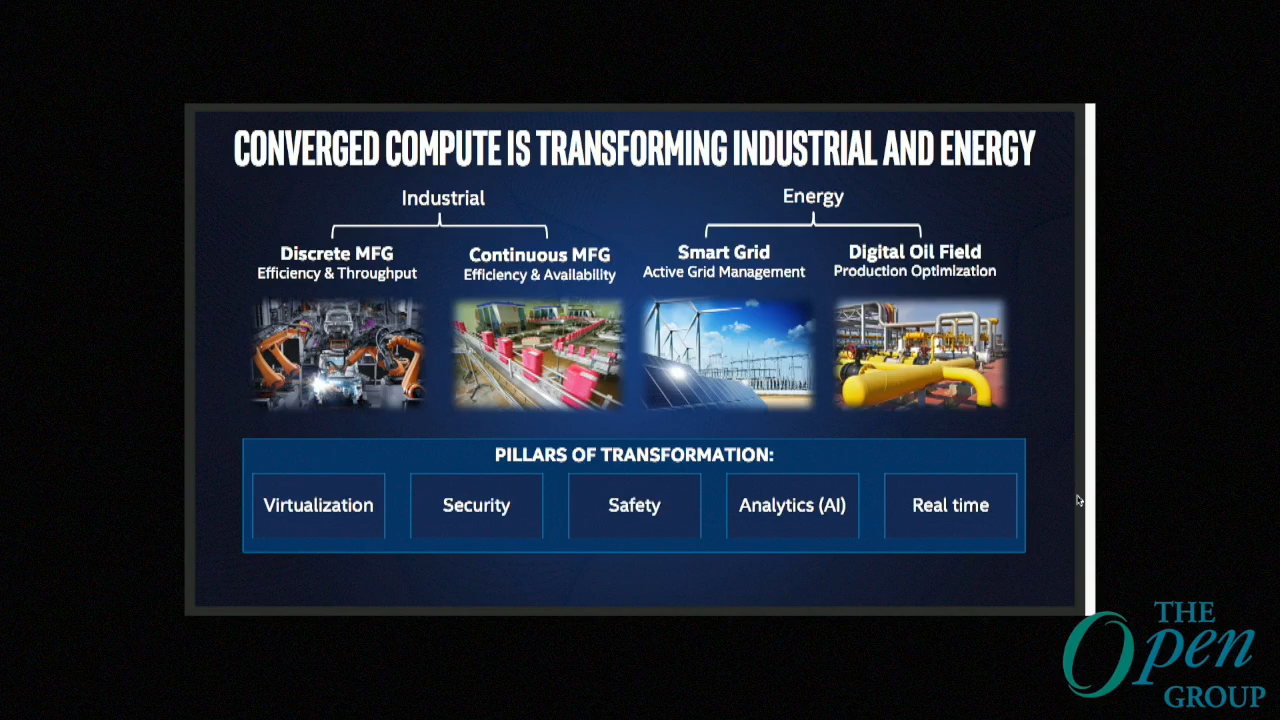 CONVERGED COMPUTE IS TRANSFORMING INDUSTRIAL AND ENERGY
Industrial
Energy
Discrete MFG
Efficiency & Throughput
Continuous MFG
Efficiency & Availability
Smart Grid
Active Grid Management
Digital Oil Field
Production Optimization
PILLARS OF TRANSFORMATION:
Virtualization
Security
Safety
Analytics (AI)
Real time
THE
Open
GROUP